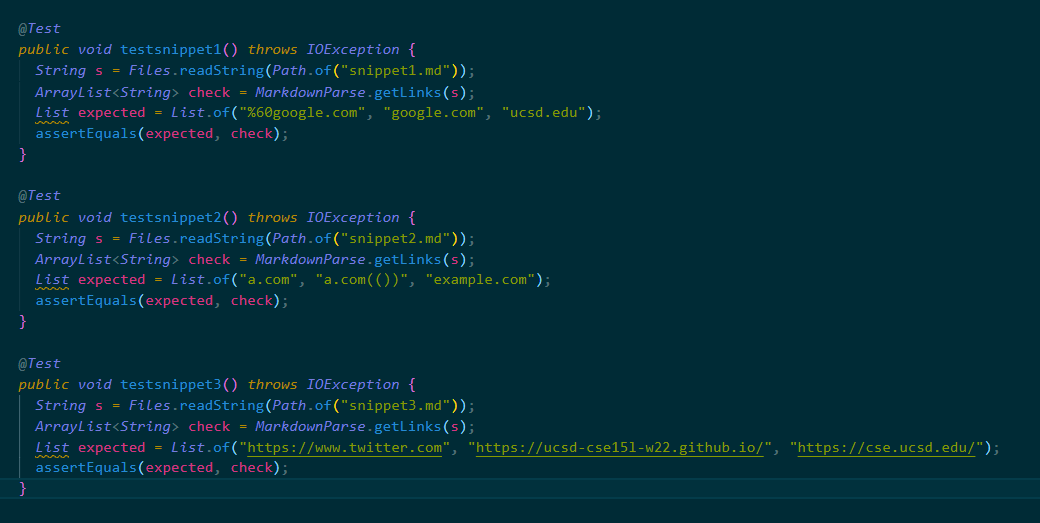 @Test
public void testsnippet1() throws IOException {
String s = Files.readString(Path.of("snippet1.md"));
ArrayList<String> check = MarkdownParse.getLinks(s);
List expected = List.of("%60google.com", "google.com", "ucsd.edu");
assertEquals(expected, check);
}
@Test
public void testsnippet2() throws IOException {
String s = Files.readString(Path.of("snippet2.md"));
ArrayList<String> check = MarkdownParse.getLinks(s);
List expected = List.of("a.com", "a.com(())", "example.com");
assertEquals(expected, check);
}
@Test
public void testsnippet3() throws IOException {
String s = Files.readString(Path.of("snippet3.md"));
ArrayList<String> check = MarkdownParse.getLinks(s);
List expected = List.of("https://www.twitter.com", "https://ucsd-cse15l-w22.github.io/", "https://cse.ucsd.edu/");
assertEquals(expected, check);
}